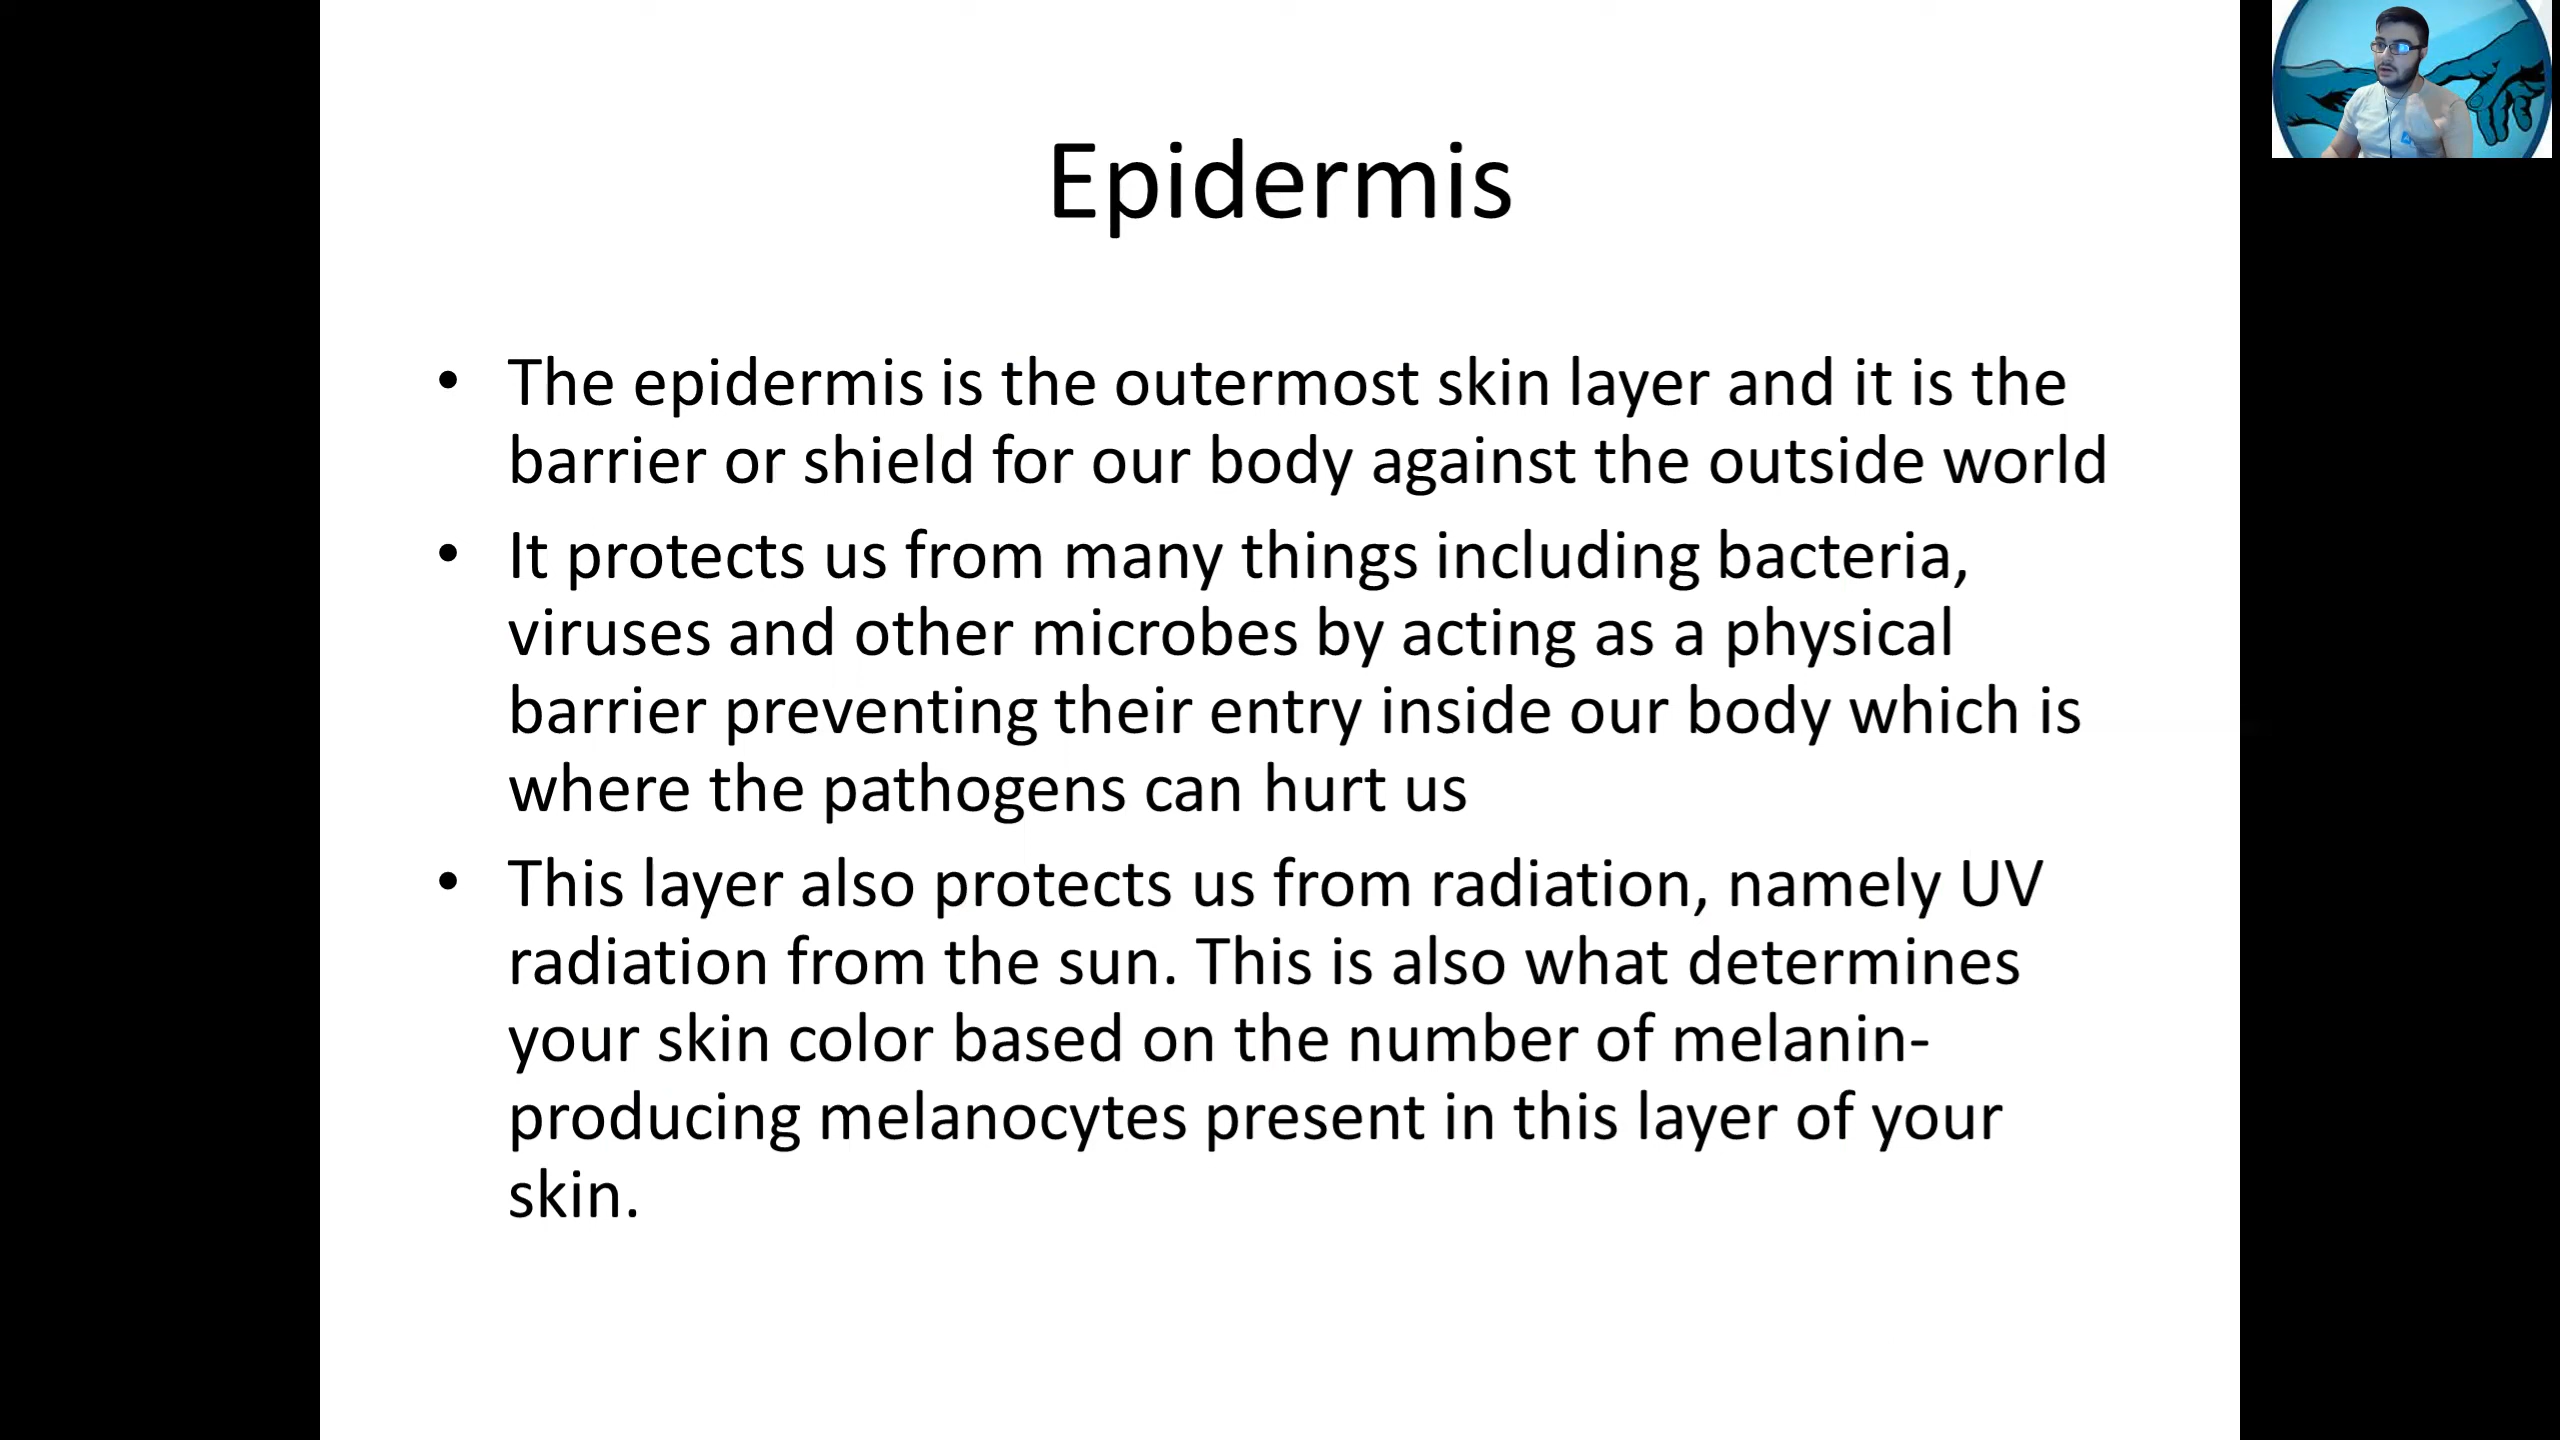 Epidermis
• The epidermis is the outermost skin layer and it is the
barrier or shield for our body against the outside world
• It protects us from many things including bacteria,
viruses and other microbes by acting as a physical
barrier preventing their entry inside our body which is
where the pathogens can hurt us
• This layer also protects us from radiation, namely UV
radiation from the sun. This is also what determines
your skin color based on the number of melanin-
producing melanocytes present in this layer of your
skin.